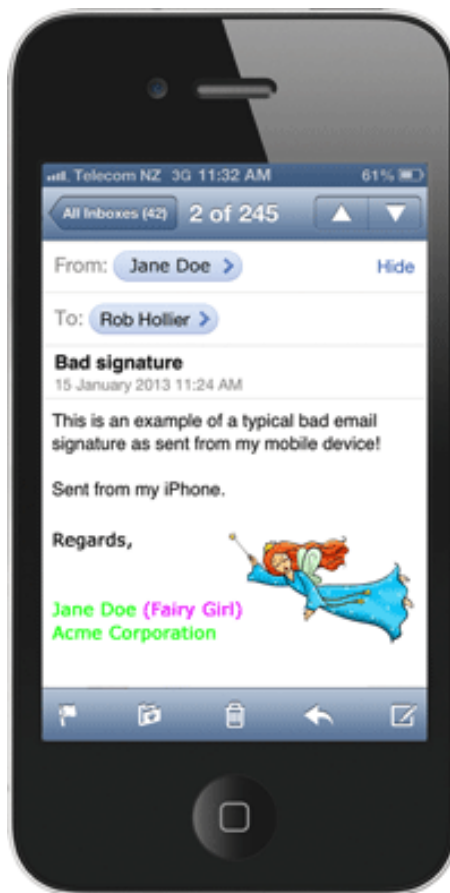 Telecom NZ 3G 11:32 AM 61%
All Inboxes (42) 2 of 245
From: Jane Doe Hide
To: Rob Hollier
Bad signature
15 January 2013 11:24 AM
This is an example of a typical bad email
signature as sent from my mobile device!
Sent from my iPhone.
Regards,
Jane Doe (Fairy Girl)
Acme Corporation